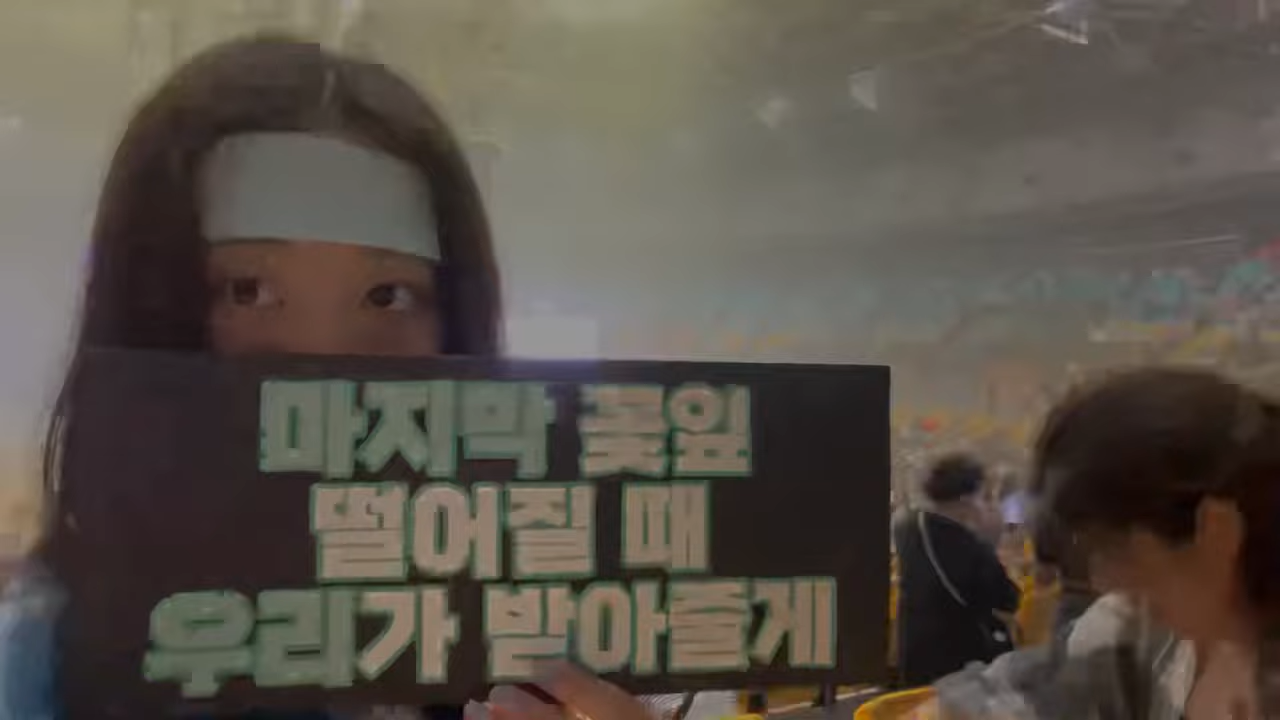 마지막 꽃잎
떨어질 때
우리가 받아줄게